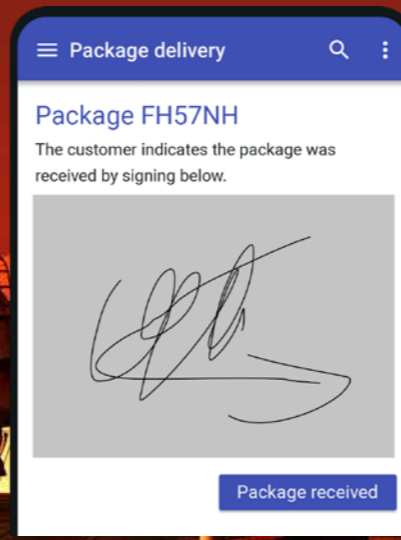 Package delivery
Package FH57NH
The customer indicates the package was
received by signing below.
Package received